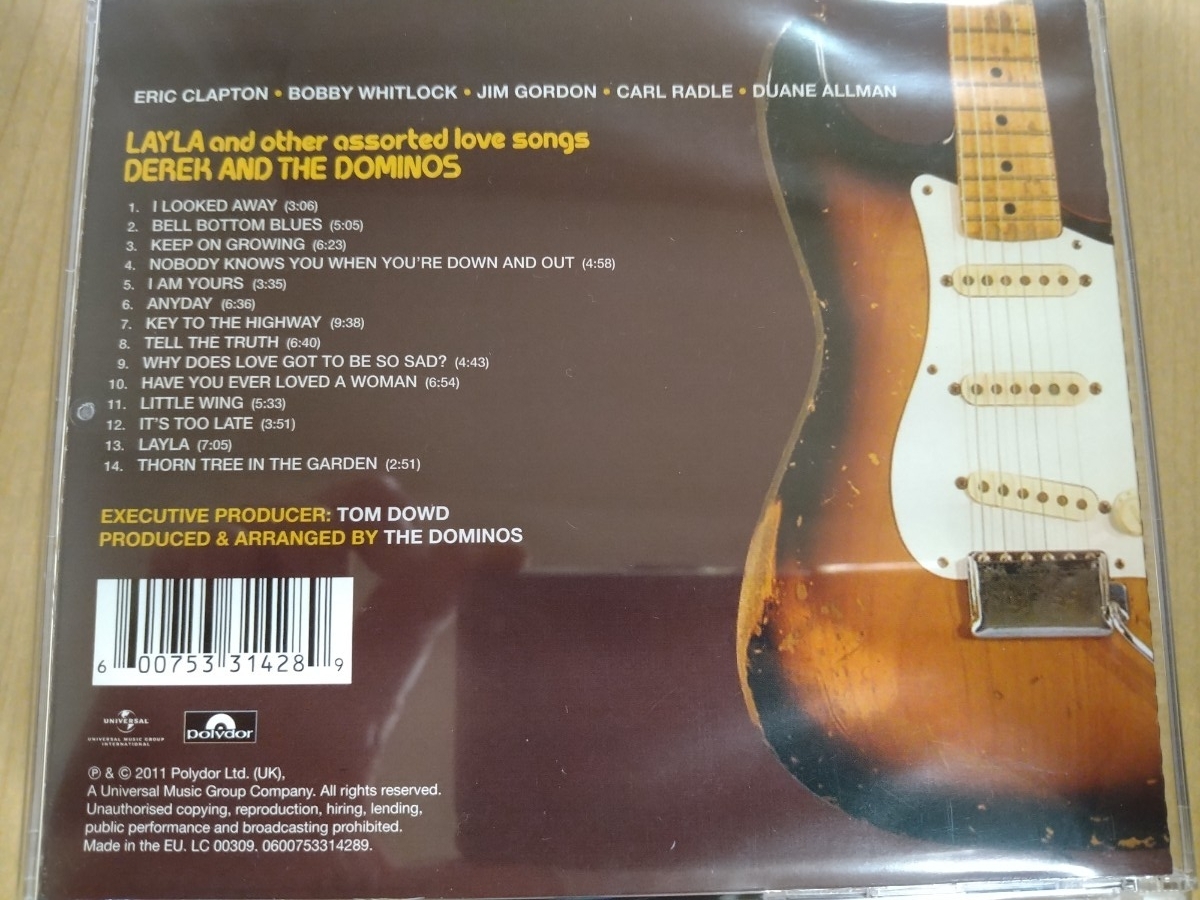 ERIC CLAPTON • BOBBY WHITLOCK • JIM GORDON • CARL RADLE • DUANE ALLMAN
LAYLA and other assorted love songs
DEREK AND THE DOMINOS
1. I LOOKED AWAY (3:06)
2. BELL BOTTOM BLUES (5:05)
3. KEEP ON GROWING (6:23)
4. NOBODY KNOWS YOU WHEN YOU'RE DOWN AND OUT (4:58)
5. I AM YOURS (3:35)
6. ANYDAY (6:36)
7. KEY TO THE HIGHWAY (9:38)
8. TELL THE TRUTH (6:40)
9. WHY DOES LOVE GOT TO BE SO SAD? (4:43)
10. HAVE YOU EVER LOVED A WOMAN (6:54)
11. LITTLE WING (5:33)
12. IT'S TOO LATE (3:51)
13. LAYLA (7:05)
14. THORN TREE IN THE GARDEN (2:51)
EXECUTIVE PRODUCER: TOM DOWD
PRODUCED & ARRANGED BY THE DOMINOS
6 00753 31428 9
UNIVERSAL
UNIVERSAL MUSIC GROUP
INTERNATIONAL
polydor
℗ & © 2011 Polydor Ltd. (UK),
A Universal Music Group Company. All rights reserved.
Unauthorised copying, reproduction, hiring, lending,
public performance and broadcasting prohibited.
Made in the EU. LC 00309. 0600753314289.